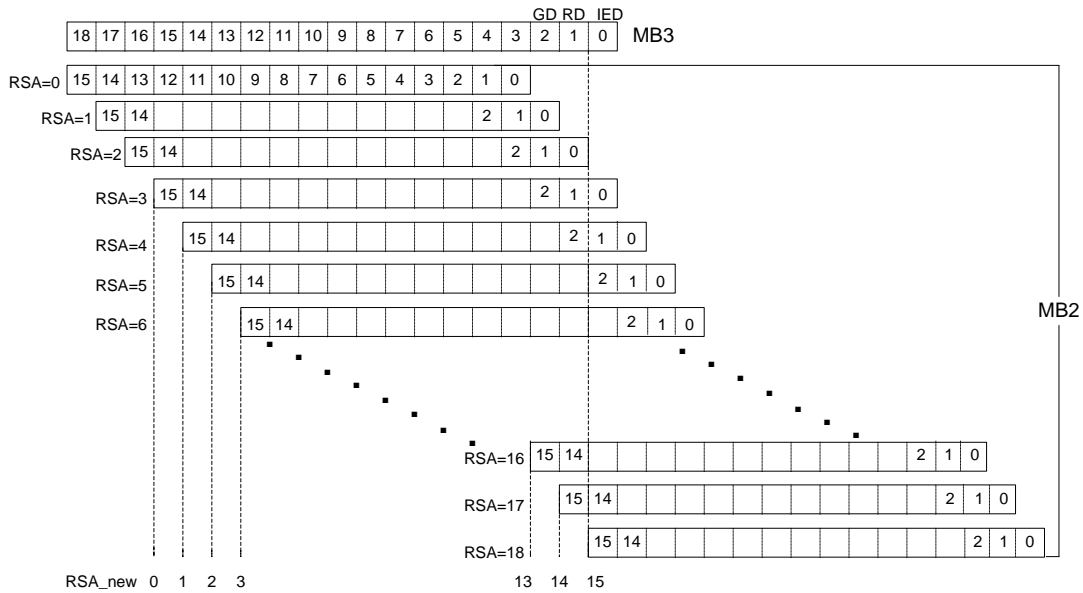 GD RD IED
18 17 16 15 14 13 12 11 10 9 8 7 6 5 4 3 2 1 0 MB3
RSA=0 15 14 13 12 11 10 9 8 7 6 5 4 3 2 1 0
RSA=1 15 14 2 1 0
RSA=2 15 14 2 1 0
RSA=3 15 14 2 1 0
RSA=4 15 14 2 1 0
RSA=5 15 14 2 1 0
MB2
RSA=6 15 14 2 1 0
RSA=16 15 14 2 1 0
RSA=17 15 14 2 1 0
RSA=18 15 14 2 1 0
RSA_new 0 1 2 3 13 14 15